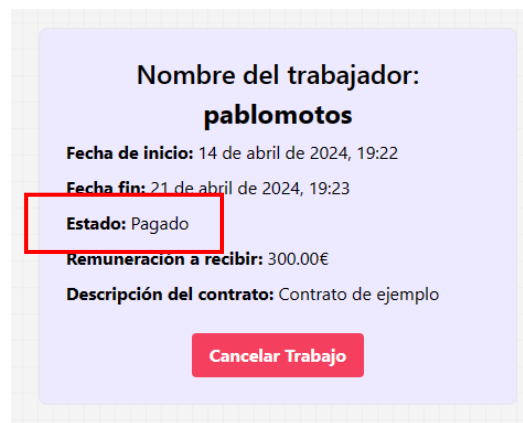 Nombre del trabajador:
pablomotos
Fecha de inicio: 14 de abril de 2024, 19:22
Fecha fin: 21 de abril de 2024, 19:23
Estado: Pagado
Remuneración a recibir: 300.00€
Descripción del contrato: Contrato de ejemplo
Cancelar Trabajo